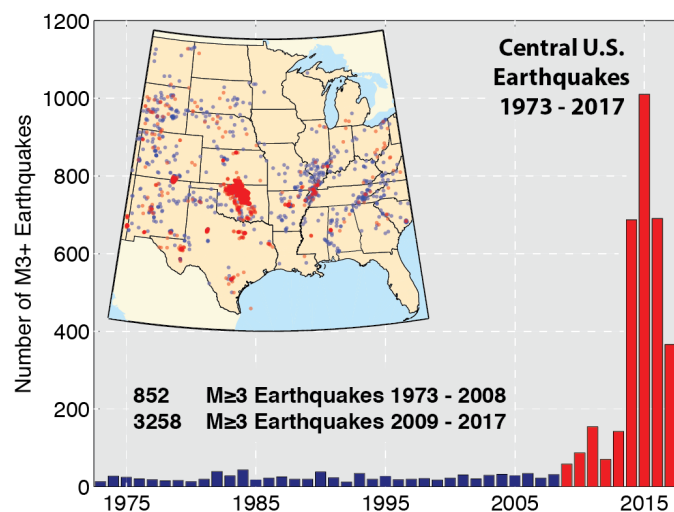 1200
1000
800
600
400
200
0
Number of M3+ Earthquakes
Central U.S.
Earthquakes
1973 - 2017
852 M≥3 Earthquakes 1973 - 2008
3258 M≥3 Earthquakes 2009 - 2017
1975 1985 1995 2005 2015